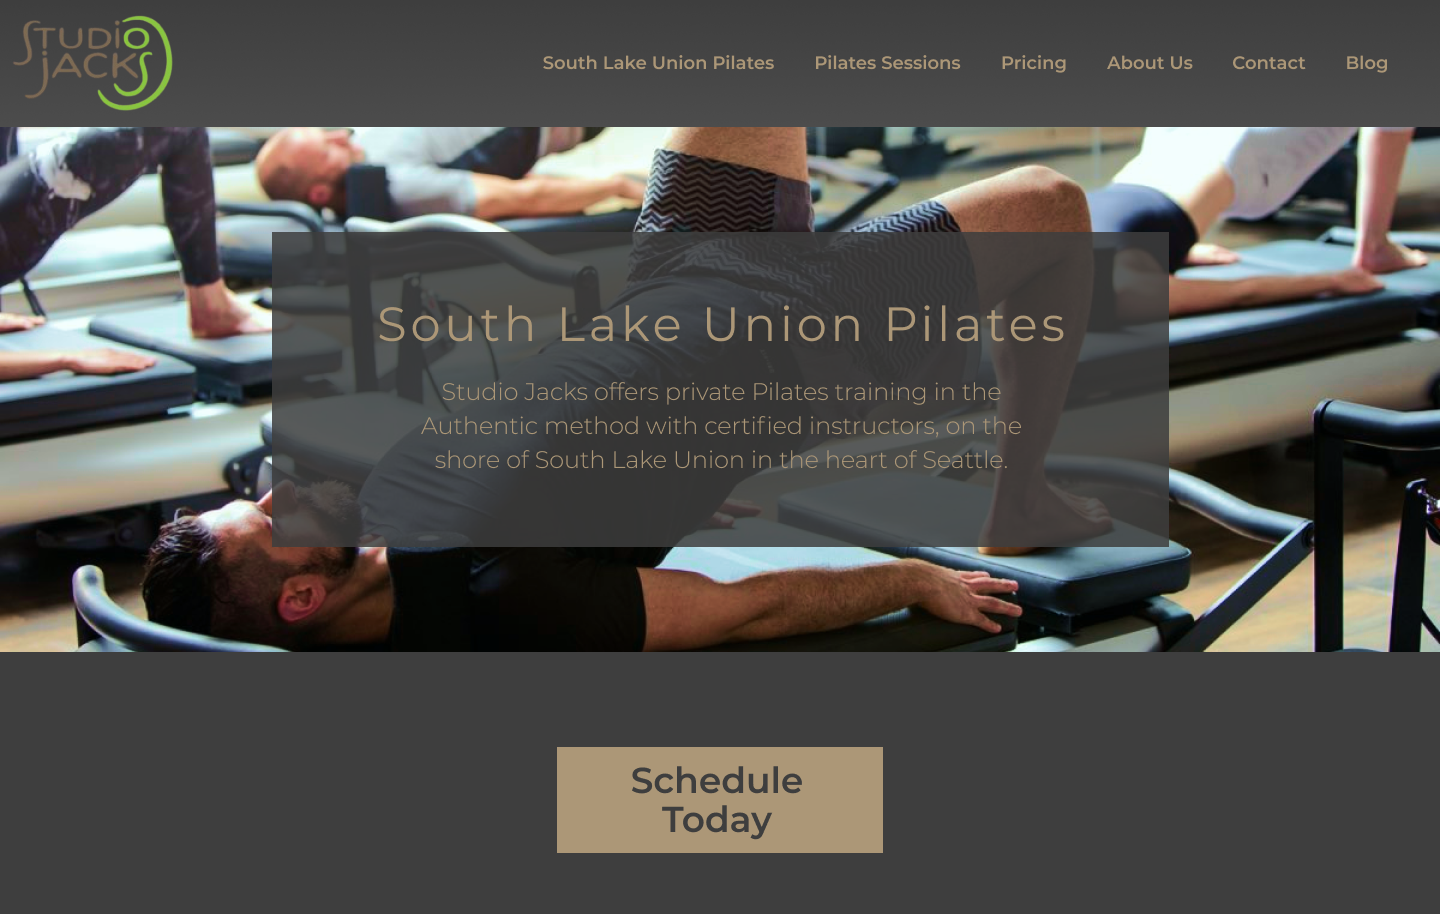 STUDIO
JACKS
South Lake Union Pilates
Pilates Sessions
Pricing
About Us
Contact
Blog
South Lake Union Pilates
Studio Jacks offers private Pilates training in the
Authentic method with certified instructors, on the
shore of South Lake Union in the heart of Seattle.
Schedule
Today